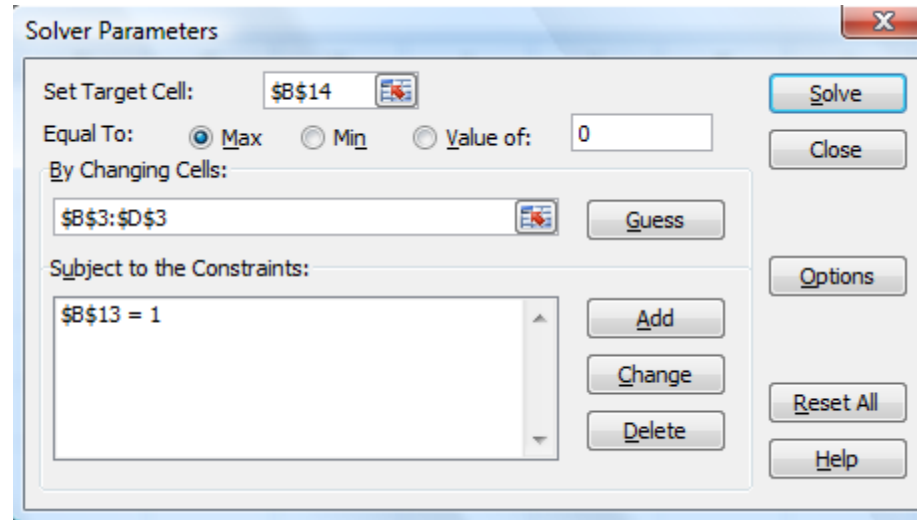 Solver Parameters
Set Target Cell: $B$14
Solve
Equal To: Max Min Value of: 0
Close
By Changing Cells:
$B$3:$D$3
Guess
Subject to the Constraints:
Options
$B$13 = 1
Add
Change
Reset All
Delete
Help